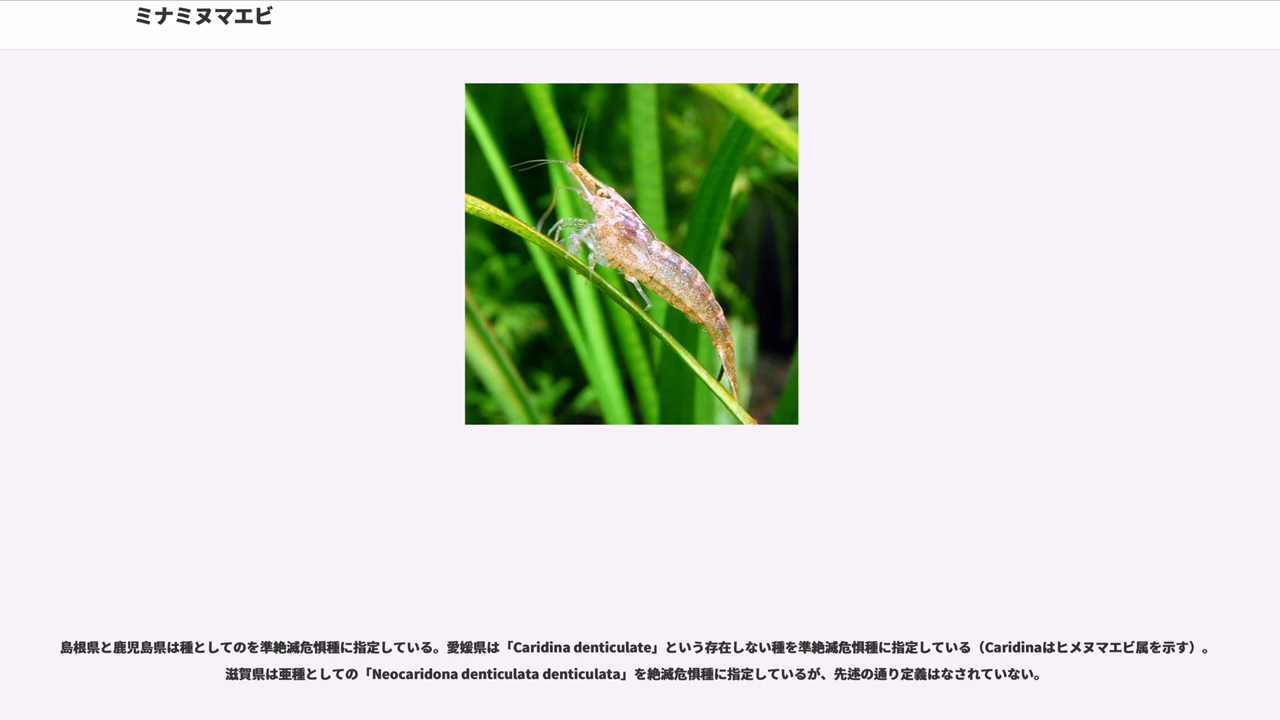 ミナミヌマエビ
島根県と鹿児島県は種としてのを準絶滅危惧種に指定している。愛媛県は「Caridina denticulate」という存在しない種を準絶滅危惧種に指定している（Caridinaはヒメヌマエビ属を示す）。
滋賀県は亜種としての「Neocaridona denticulata denticulata」を絶滅危惧種に指定しているが、先述の通り定義はなされていない。